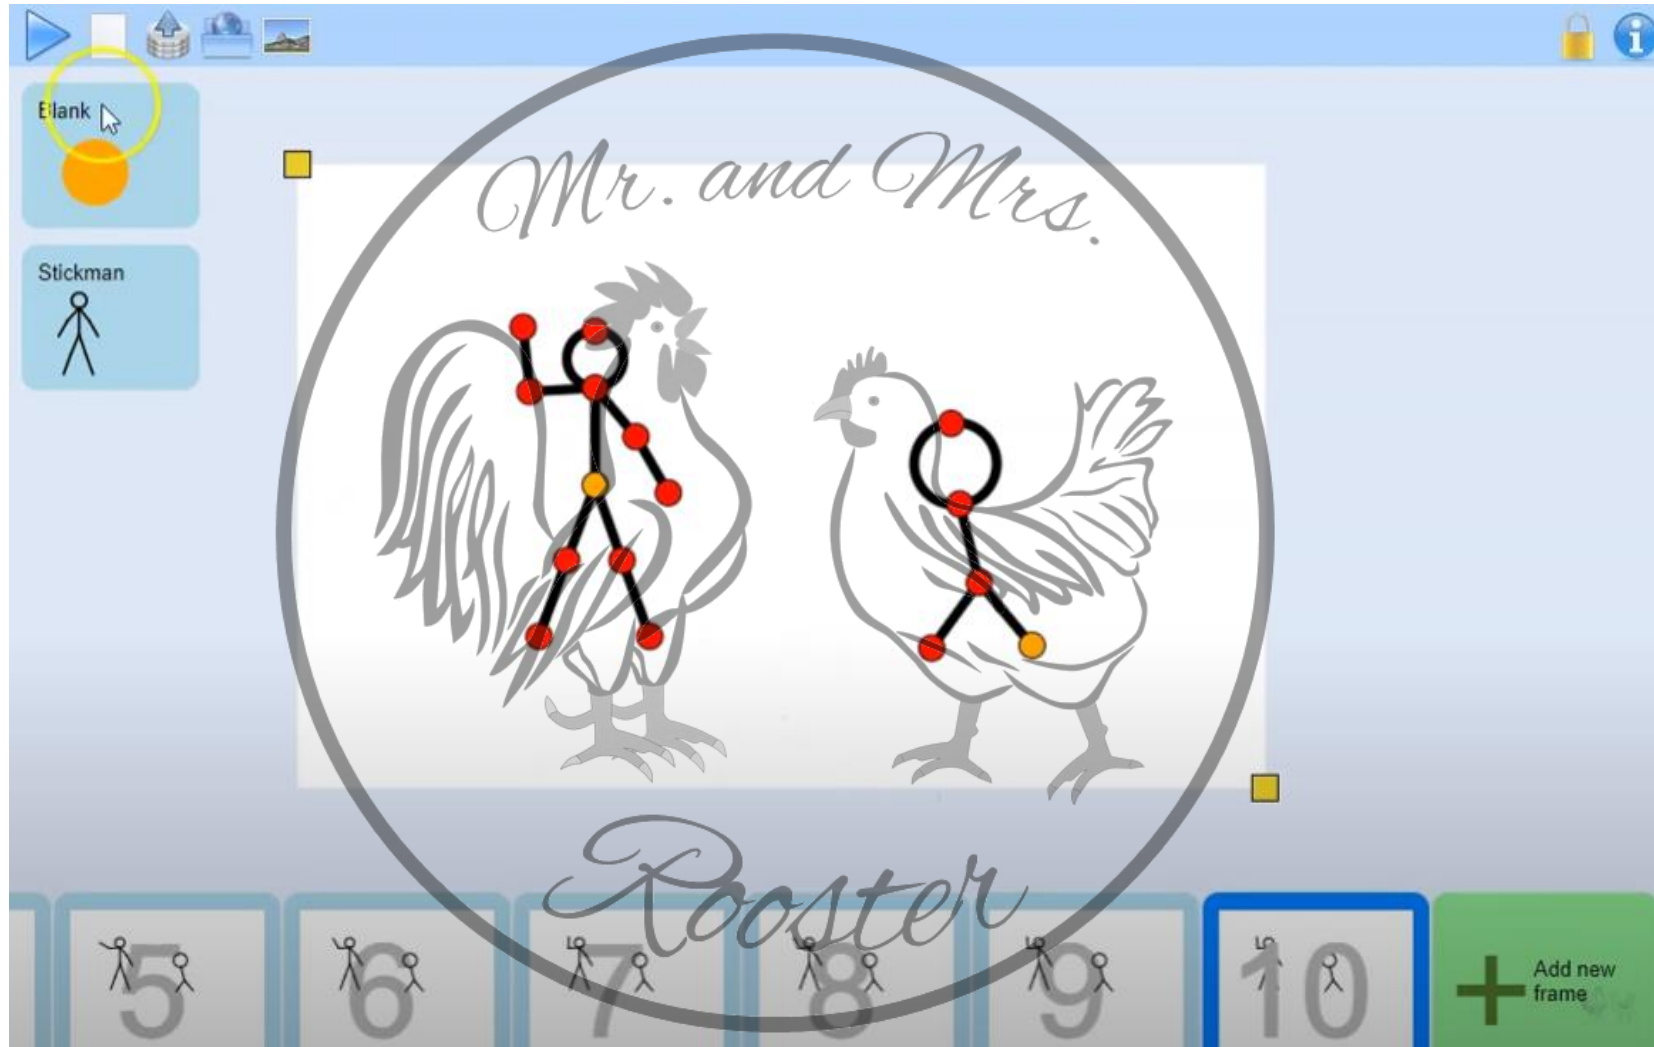 Blank
Mr. and Mrs.
Stickman
Rooster
5
6
7
8
9
10
Add new
frame